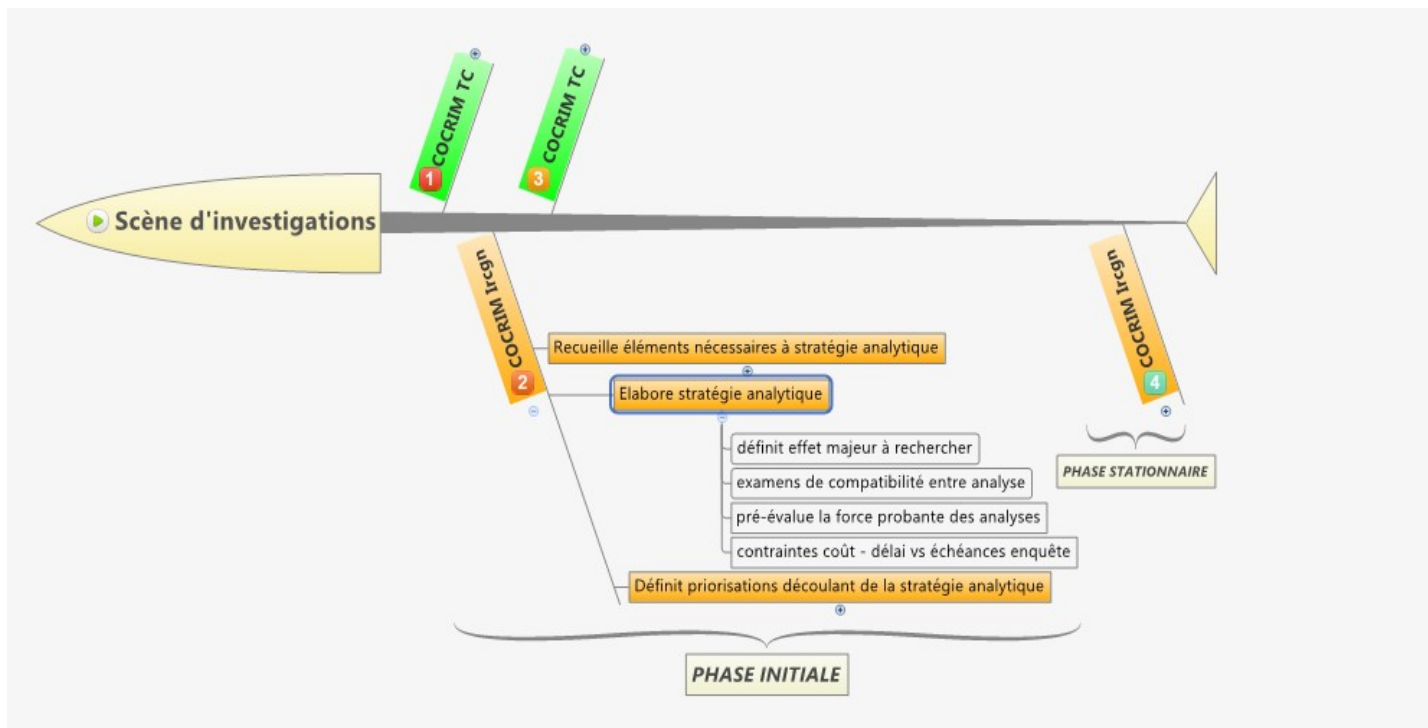 COCRIM TC
1
COCRIM TC
3
Scène d'investigations
COCRIM Ircgn
2
COCRIM Ircgn
4
Recueille éléments nécessaires à stratégie analytique
Elabore stratégie analytique
définit effet majeur à rechercher
examens de compatibilité entre analyse
pré-évalue la force probante des analyses
contraintes coût - délai vs échéances enquête
Définit priorisations découlant de la stratégie analytique
PHASE STATIONNAIRE
PHASE INITIALE